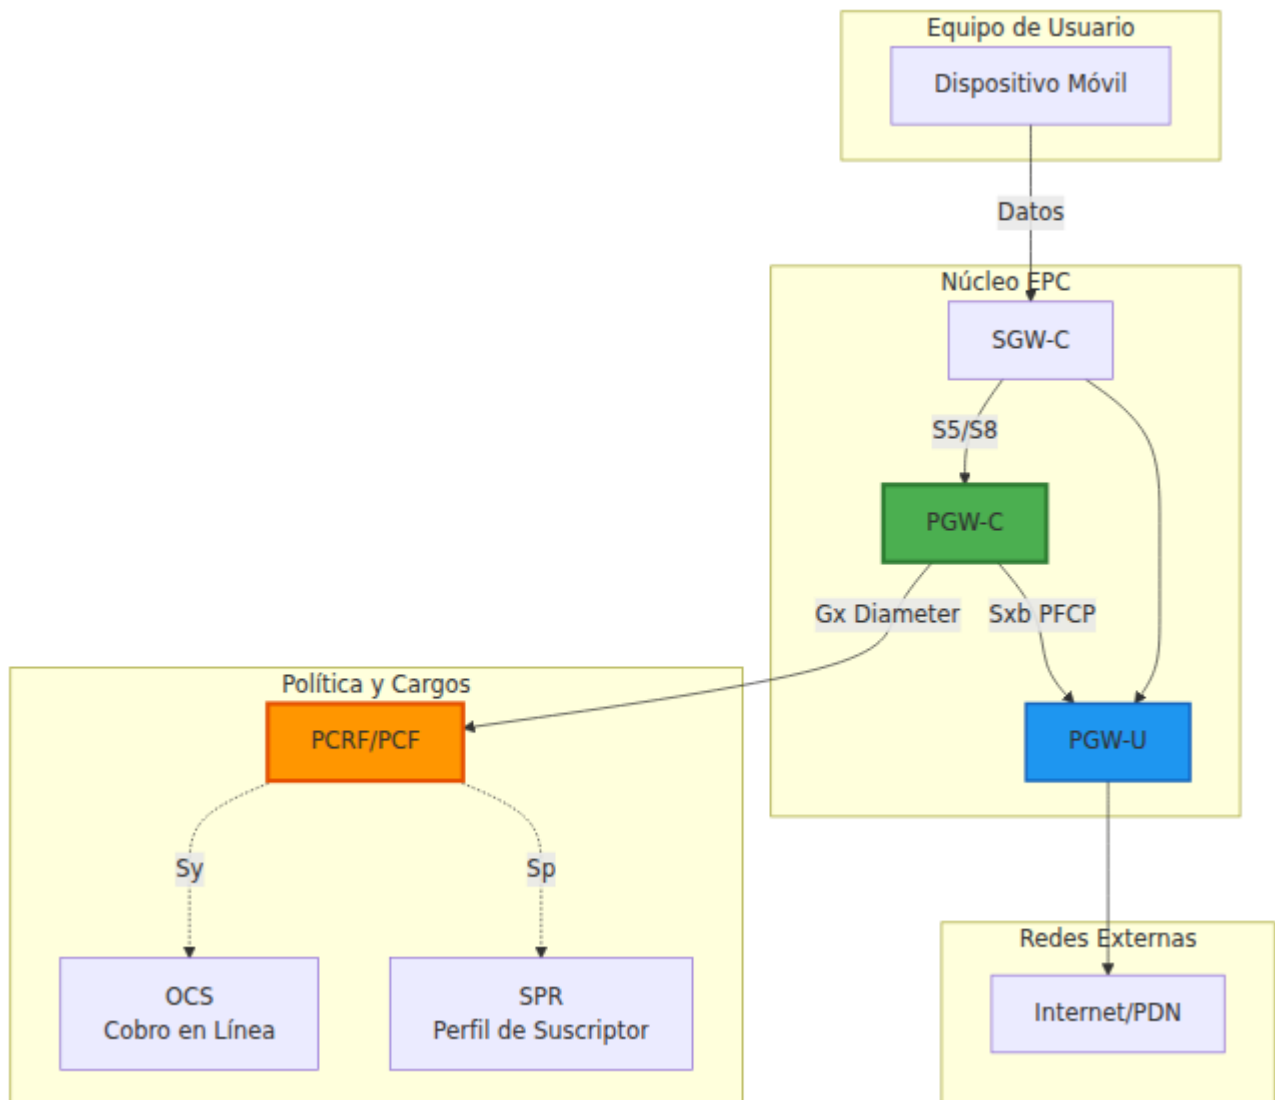 Equipo de Usuario
Dispositivo Móvil
Datos
Núcleo EPC
SGW-C
S5/S8
PGW-C
Gx Diameter
Sxb PFCP
Política y Cargos
PCRF/PCF
PGW-U
Sy
Sp
OCS
Cobro en Línea
SPR
Perfil de Suscriptor
Redes Externas
Internet/PDN